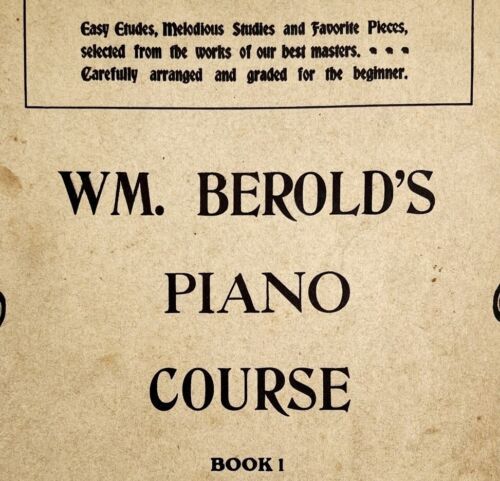 Easy Etudes, Melodious Studies and Favorite Pieces,
selected from the works of our best masters.
Carefully arranged and graded for the beginner.
WM. BEROLD'S
PIANO
COURSE
BOOK 1